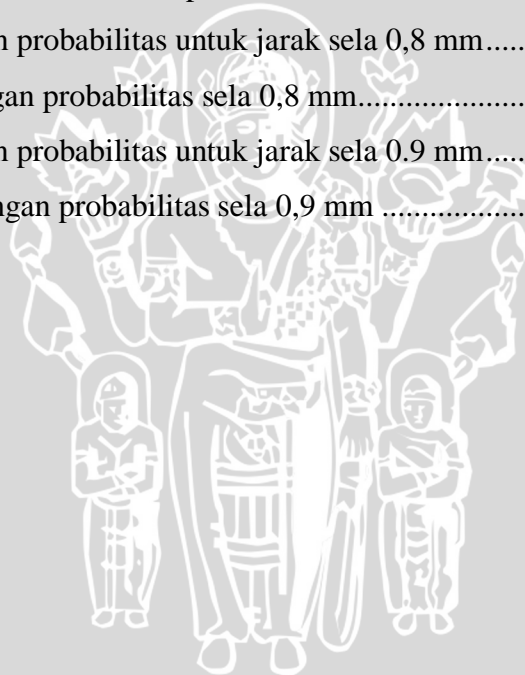 n probabilitas untuk jarak sela 0,8 mm.....
gan probabilitas sela 0,8 mm....................
n probabilitas untuk jarak sela 0.9 mm.....
ngan probabilitas sela 0,9 mm ..................